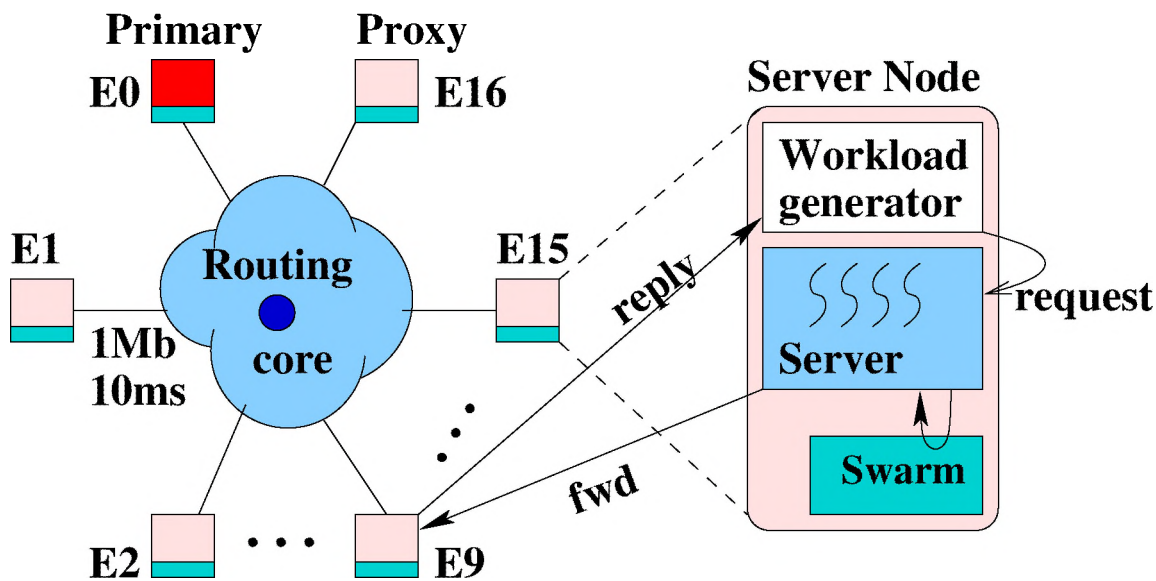 Primary
Proxy
E0
E16
Server Node
Workload
generator
E1
E15
Routing
reply
request
1Mb
core
10ms
Server
fwd
Swarm
E2
E9